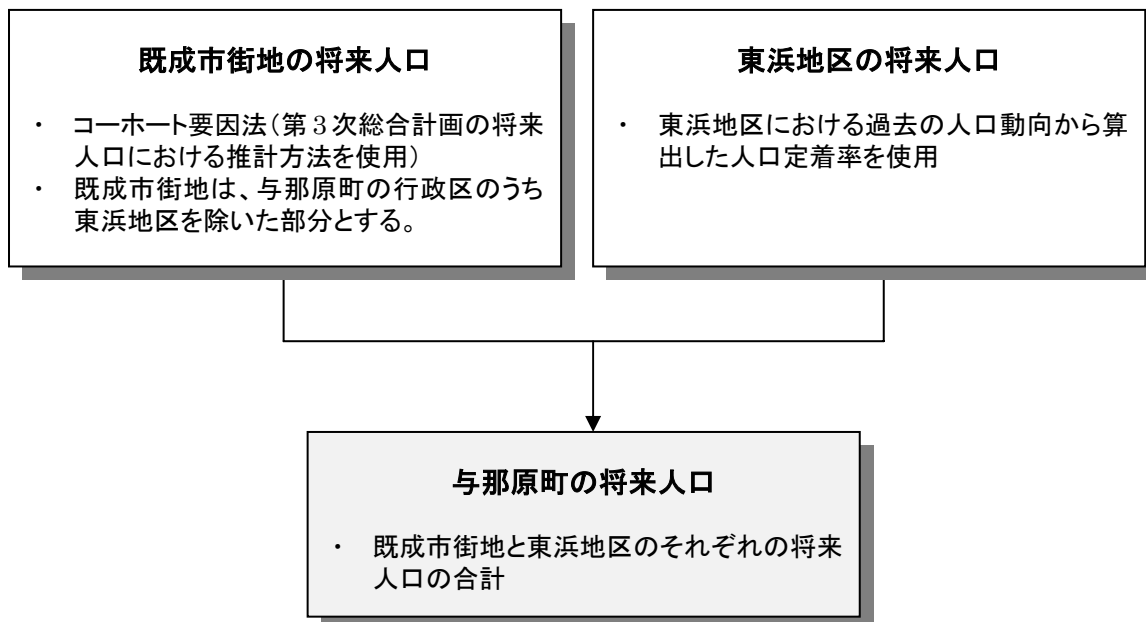 既成市街地の将来人口
・ コーホート要因法(第3次総合計画の将来
人口における推計方法を使用)
・ 既成市街地は、与那原町の行政区のうち
東浜地区を除いた部分とする。
東浜地区の将来人口
・ 東浜地区における過去の人口動向から算
出した人口定着率を使用
与那原町の将来人口
・ 既成市街地と東浜地区のそれぞれの将来
人口の合計